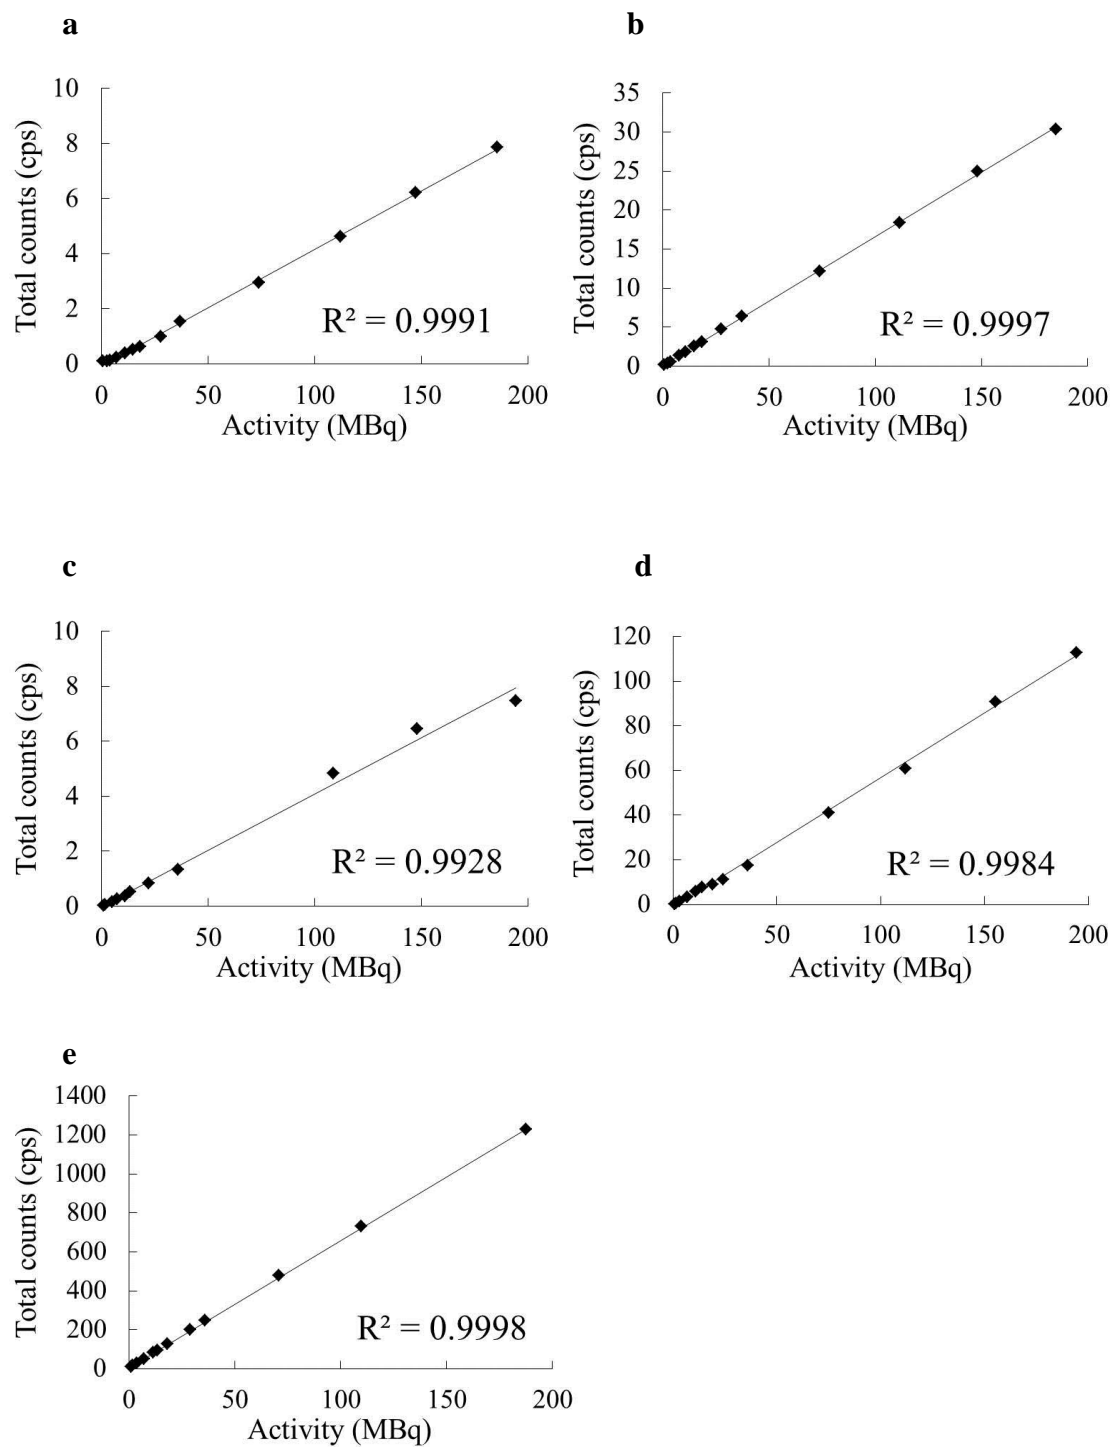 a
10
8
6
4
2
0
Total counts (cps)
R² = 0.9991
0 50 100 150 200
Activity (MBq)
b
35
30
25
20
15
10
5
0
Total counts (cps)
R² = 0.9997
0 50 100 150 200
Activity (MBq)
c
10
8
6
4
2
0
Total counts (cps)
R² = 0.9928
0 50 100 150 200
Activity (MBq)
d
120
100
80
60
40
20
0
Total counts (cps)
R² = 0.9984
0 50 100 150 200
Activity (MBq)
e
1400
1200
1000
800
600
400
200
0
Total counts (cps)
R² = 0.9998
0 50 100 150 200
Activity (MBq)